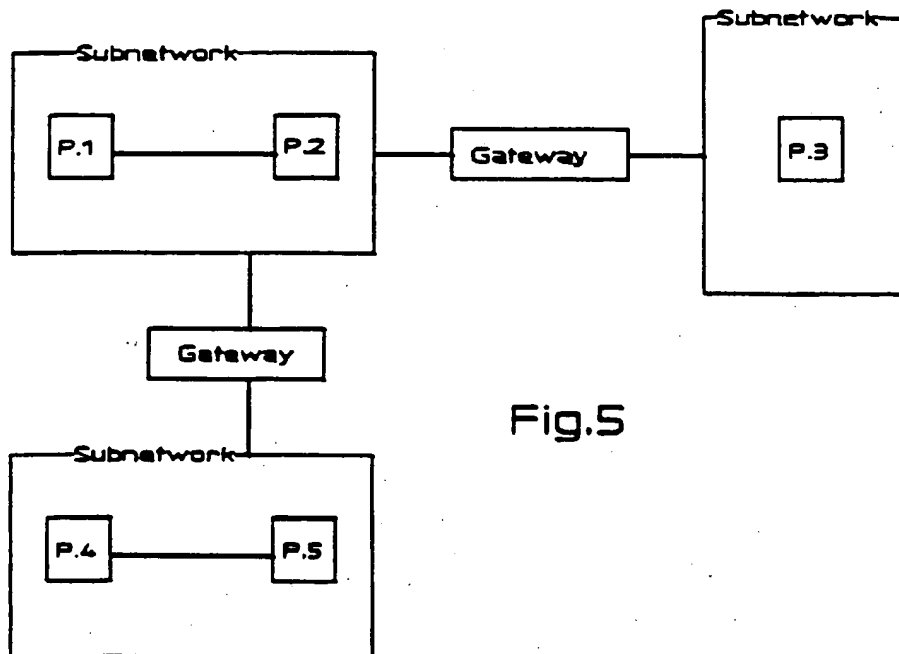 Subnetwork
Subnetwork
P.1
P.2
Gateway
P.3
Gateway
Fig.5
Subnetwork
P.4
P.5